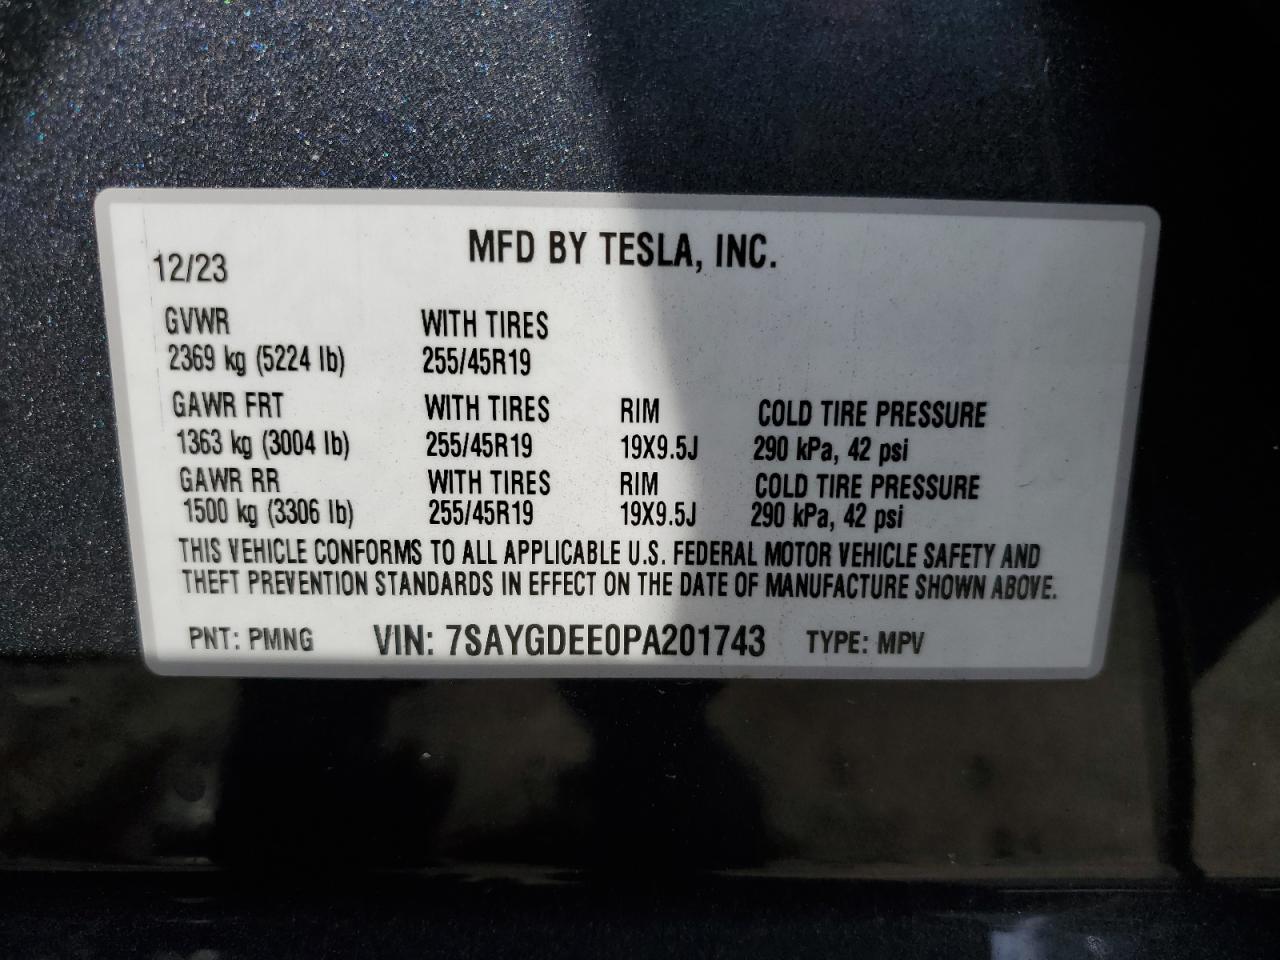 MFD BY TESLA, INC.
12/23
GVWR WITH TIRES
2369 kg (5224 lb) 255/45R19
GAWR FRT WITH TIRES RIM COLD TIRE PRESSURE
1363 kg (3004 lb) 255/45R19 19X9.5J 290 kPa, 42 psi
GAWR RR WITH TIRES RIM COLD TIRE PRESSURE
1500 kg (3306 lb) 255/45R19 19X9.5J 290 kPa, 42 psi
THIS VEHICLE CONFORMS TO ALL APPLICABLE U.S. FEDERAL MOTOR VEHICLE SAFETY AND
THEFT PREVENTION STANDARDS IN EFFECT ON THE DATE OF MANUFACTURE SHOWN ABOVE.
PNT: PMNG VIN: 7SAYGDEE0PA201743 TYPE: MPV